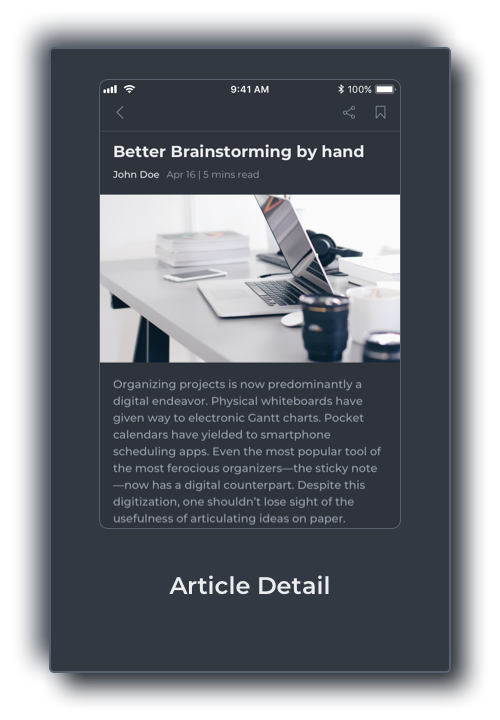 9:41 AM
100%
Better Brainstorming by hand
John Doe Apr 16 | 5 mins read
Organizing projects is now predominantly a
digital endeavor. Physical whiteboards have
given way to electronic Gantt charts. Pocket
calendars have yielded to smartphone
scheduling apps. Even the most popular tool of
the most ferocious organizers—the sticky note
—now has a digital counterpart. Despite this
digitization, one shouldn't lose sight of the
usefulness of articulating ideas on paper.
Article Detail